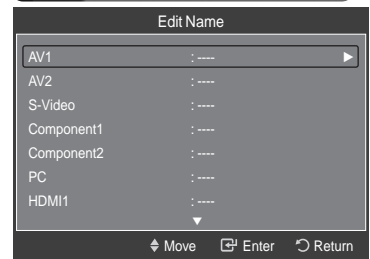 Edit Name
AV1 : ---- ►
AV2 : ----
S-Video : ----
Component1 : ----
Component2 : ----
PC : ----
HDMI1 : ----
▼
Move Enter Return